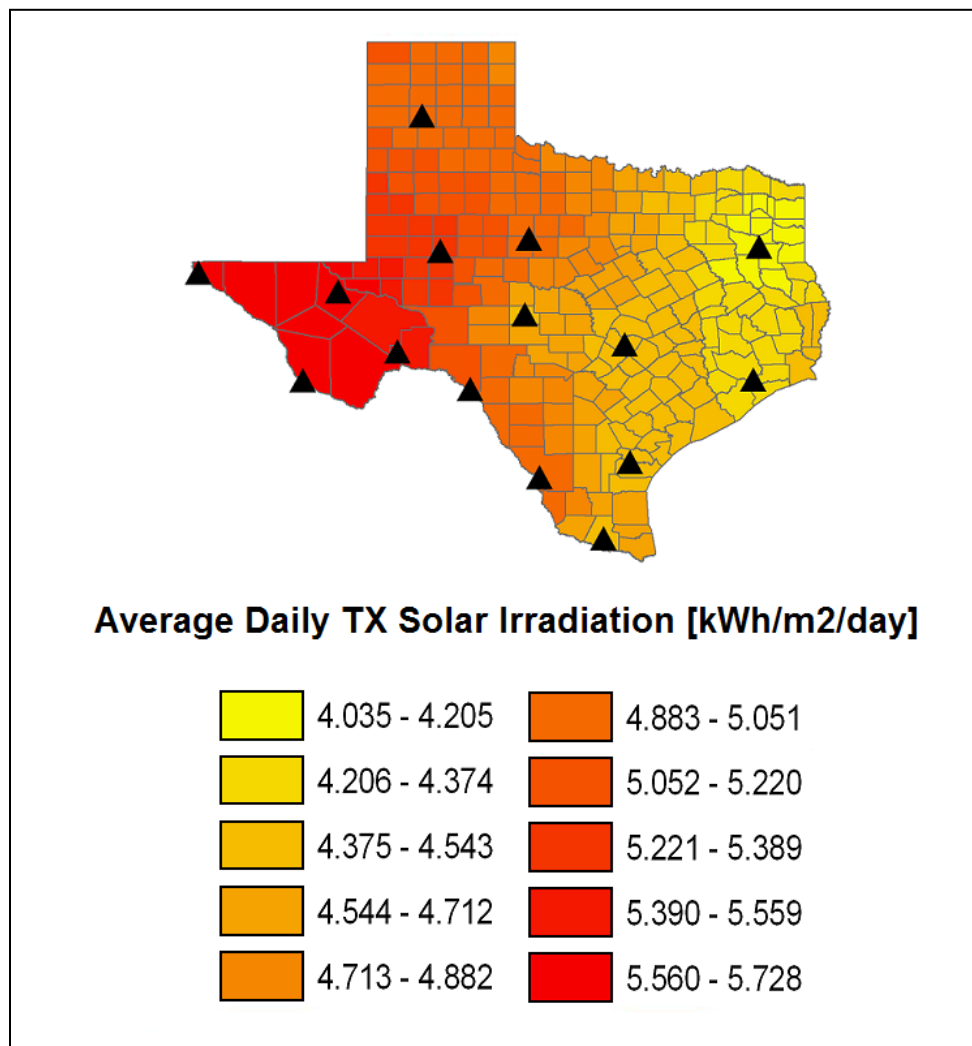 Average Daily TX Solar Irradiation [kWh/m2/day]
4.035 - 4.205
4.206 - 4.374
4.375 - 4.543
4.544 - 4.712
4.713 - 4.882
4.883 - 5.051
5.052 - 5.220
5.221 - 5.389
5.390 - 5.559
5.560 - 5.728